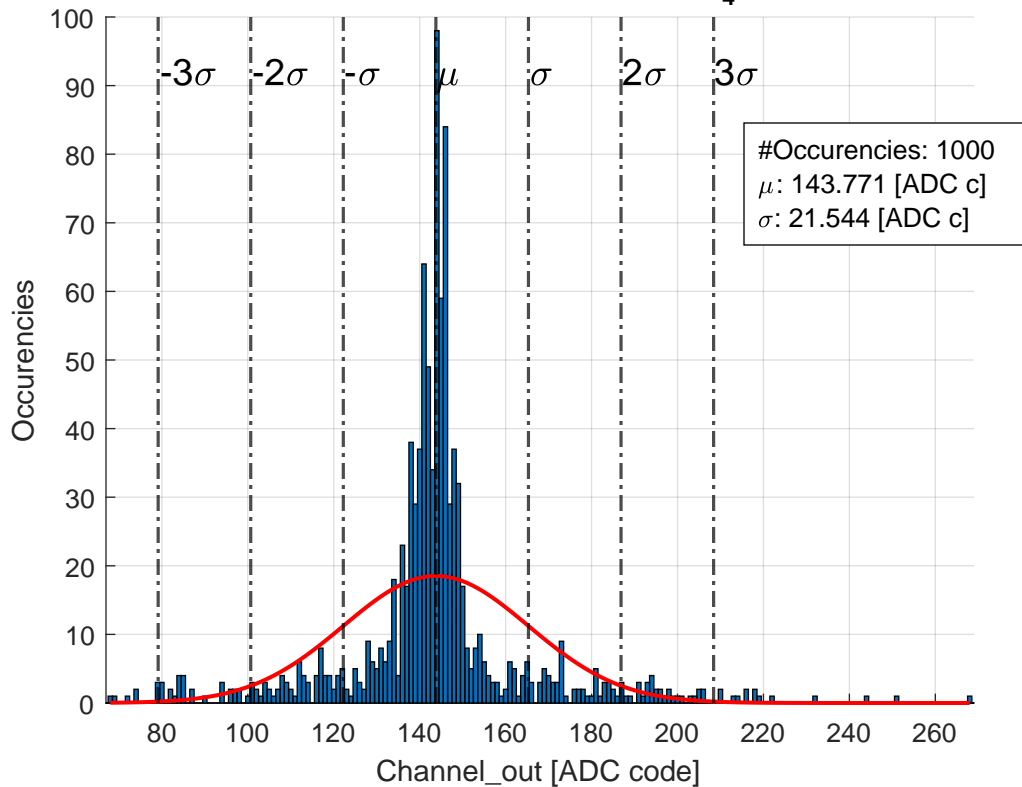 4
100
90
80
70
60
50
40
30
20
10
0
-3σ
-2σ
-σ
μ
σ
2σ
3σ
#Occurencies: 1000
μ: 143.771 [ADC c]
σ: 21.544 [ADC c]
Occurencies
80
100
120
140
160
180
200
220
240
260
Channel_out [ADC code]